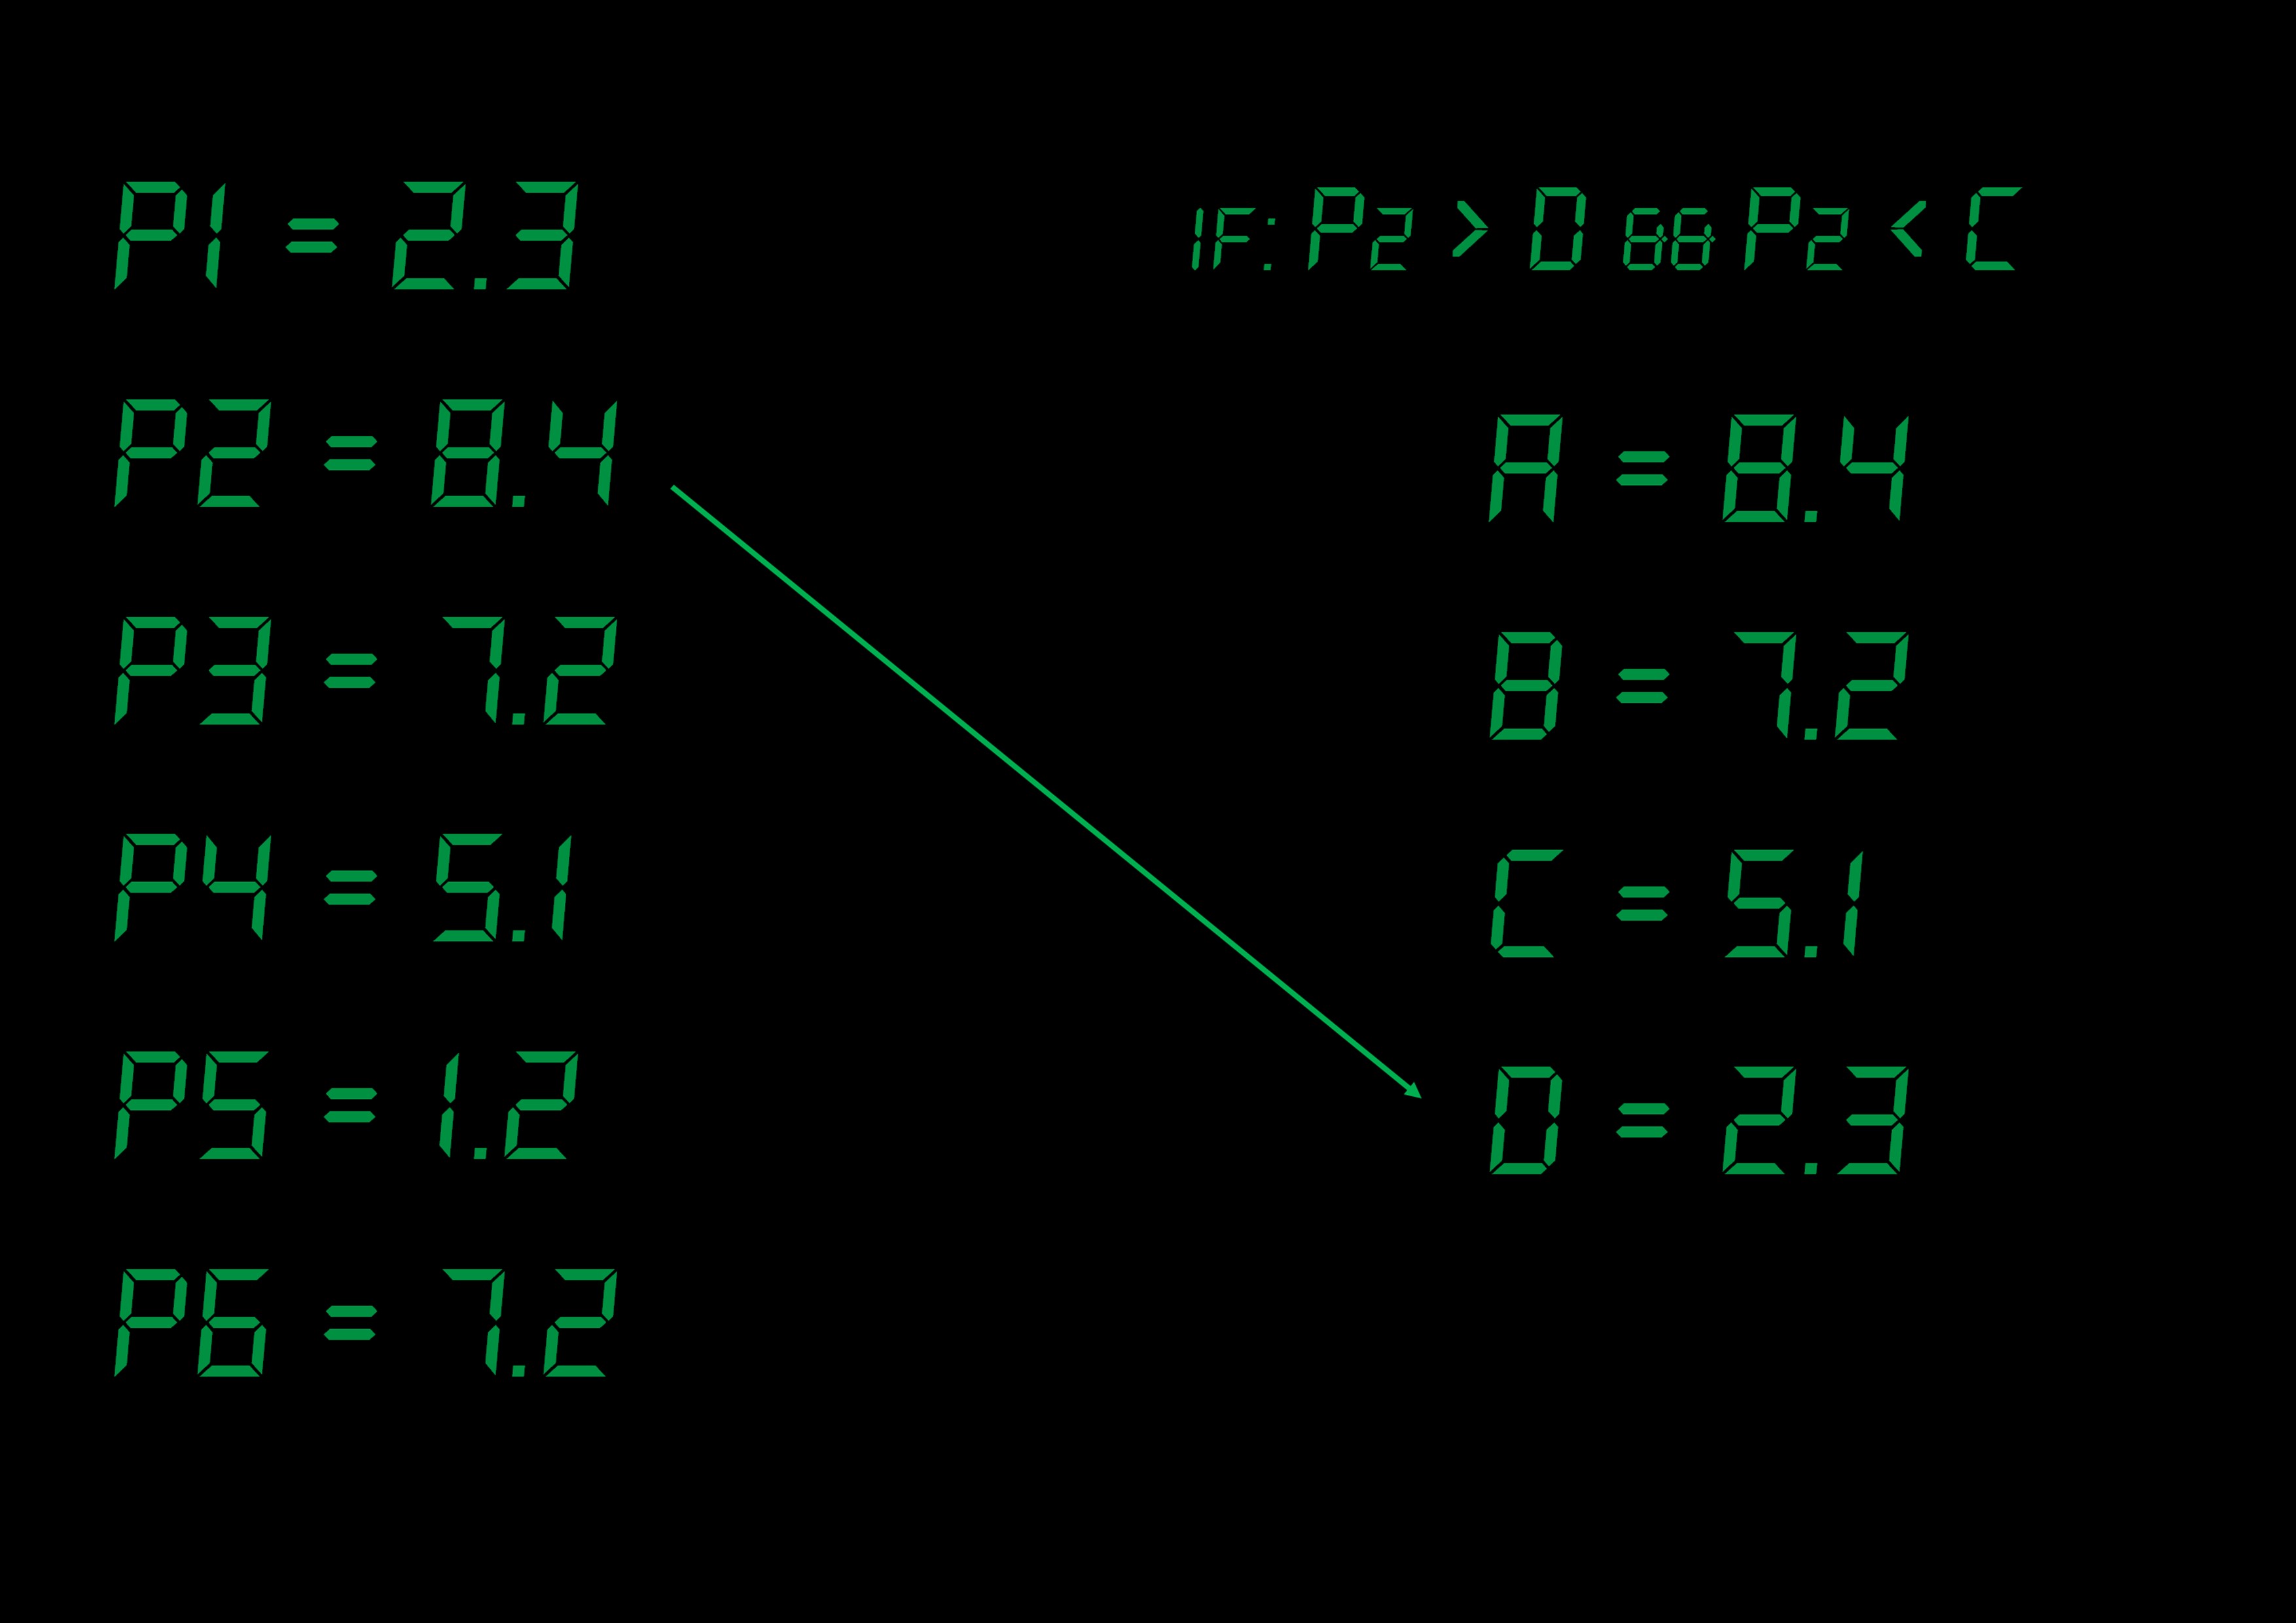 P1 = 2.3
P2 = 8.4
P3 = 7.2
P4 = 5.1
P5 = 1.2
P6 = 7.2
IF: P2 > D && P2 < C
A = 8.4
B = 7.2
C = 5.1
D = 2.3